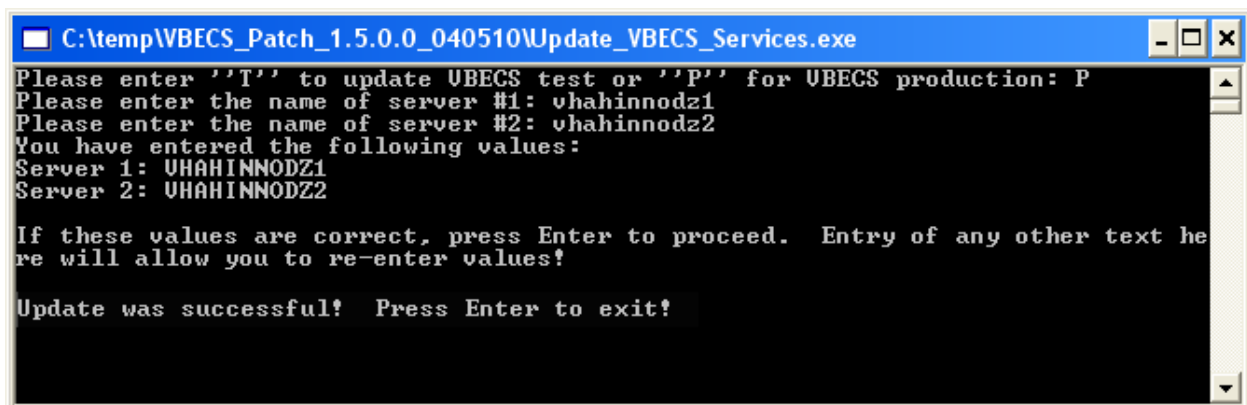 C:\temp\VBECS_Patch_1.5.0.0_040510\Update_VBECS_Services.exe
Please enter ''T'' to update VBECS test or ''P'' for VBECS production: P
Please enter the name of server #1: vhahinnodz1
Please enter the name of server #2: vhahinnodz2
You have entered the following values:
Server 1: VHAHINNODZ1
Server 2: VHAHINNODZ2
If these values are correct, press Enter to proceed.  Entry of any other text he
re will allow you to re-enter values!
Update was successful!  Press Enter to exit!